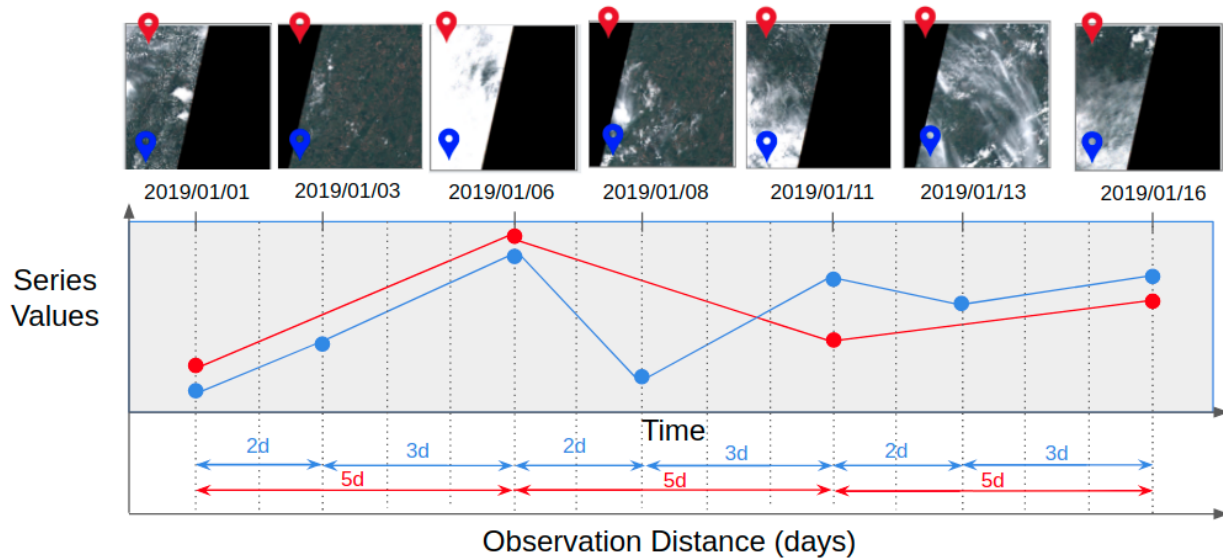 2019/01/01 2019/01/03 2019/01/06 2019/01/08 2019/01/11 2019/01/13 2019/01/16
Series
Values
Time
2d 3d 2d 3d 2d 3d
5d 5d 5d
Observation Distance (days)